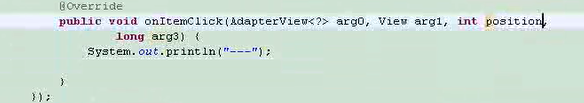 @Override
public void onItemClick(AdapterView<?> arg0, View arg1, int position,
long arg3) {
System.out.println("---");
}
});